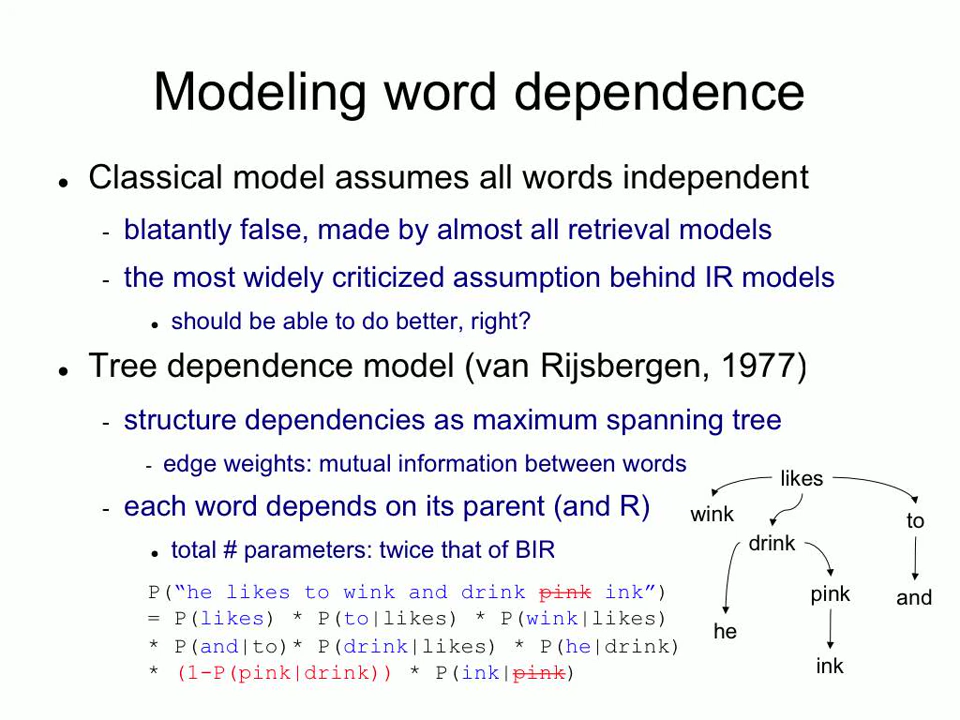 Modeling word dependence
● Classical model assumes all words independent
- blatantly false, made by almost all retrieval models
- the most widely criticized assumption behind IR models
● should be able to do better, right?
● Tree dependence model (van Rijsbergen, 1977)
- structure dependencies as maximum spanning tree
- edge weights: mutual information between words
- each word depends on its parent (and R)
● total # parameters: twice that of BIR
P(“he likes to wink and drink pink ink”)
= P(likes) * P(to|likes) * P(wink|likes)
* P(and|to)* P(drink|likes) * P(he|drink)
* (1-P(pink|drink)) * P(ink|pink)
likes
wink
to
drink
pink
and
he
ink